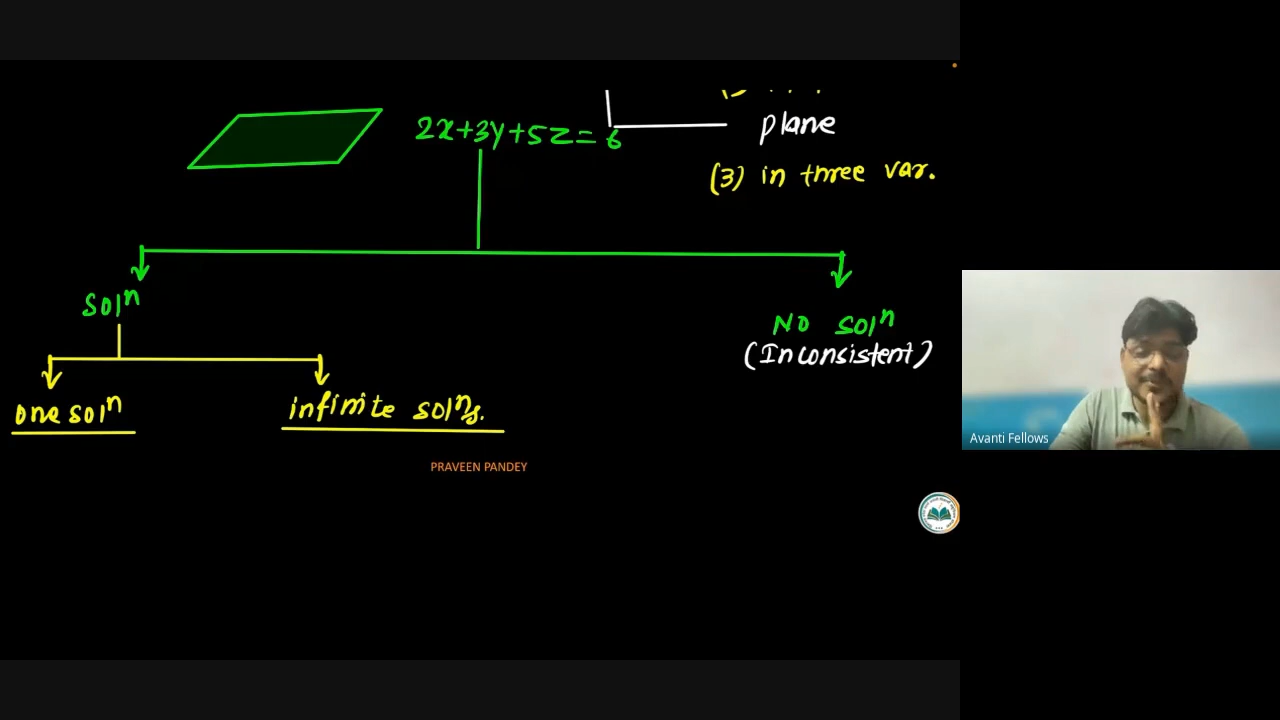 2x+3y+5z=6
plane
(3) in three var.
Solⁿ
No solⁿ
(Inconsistent)
one solⁿ
infinite solⁿs.
PRAVEEN PANDEY
Avanti Fellows